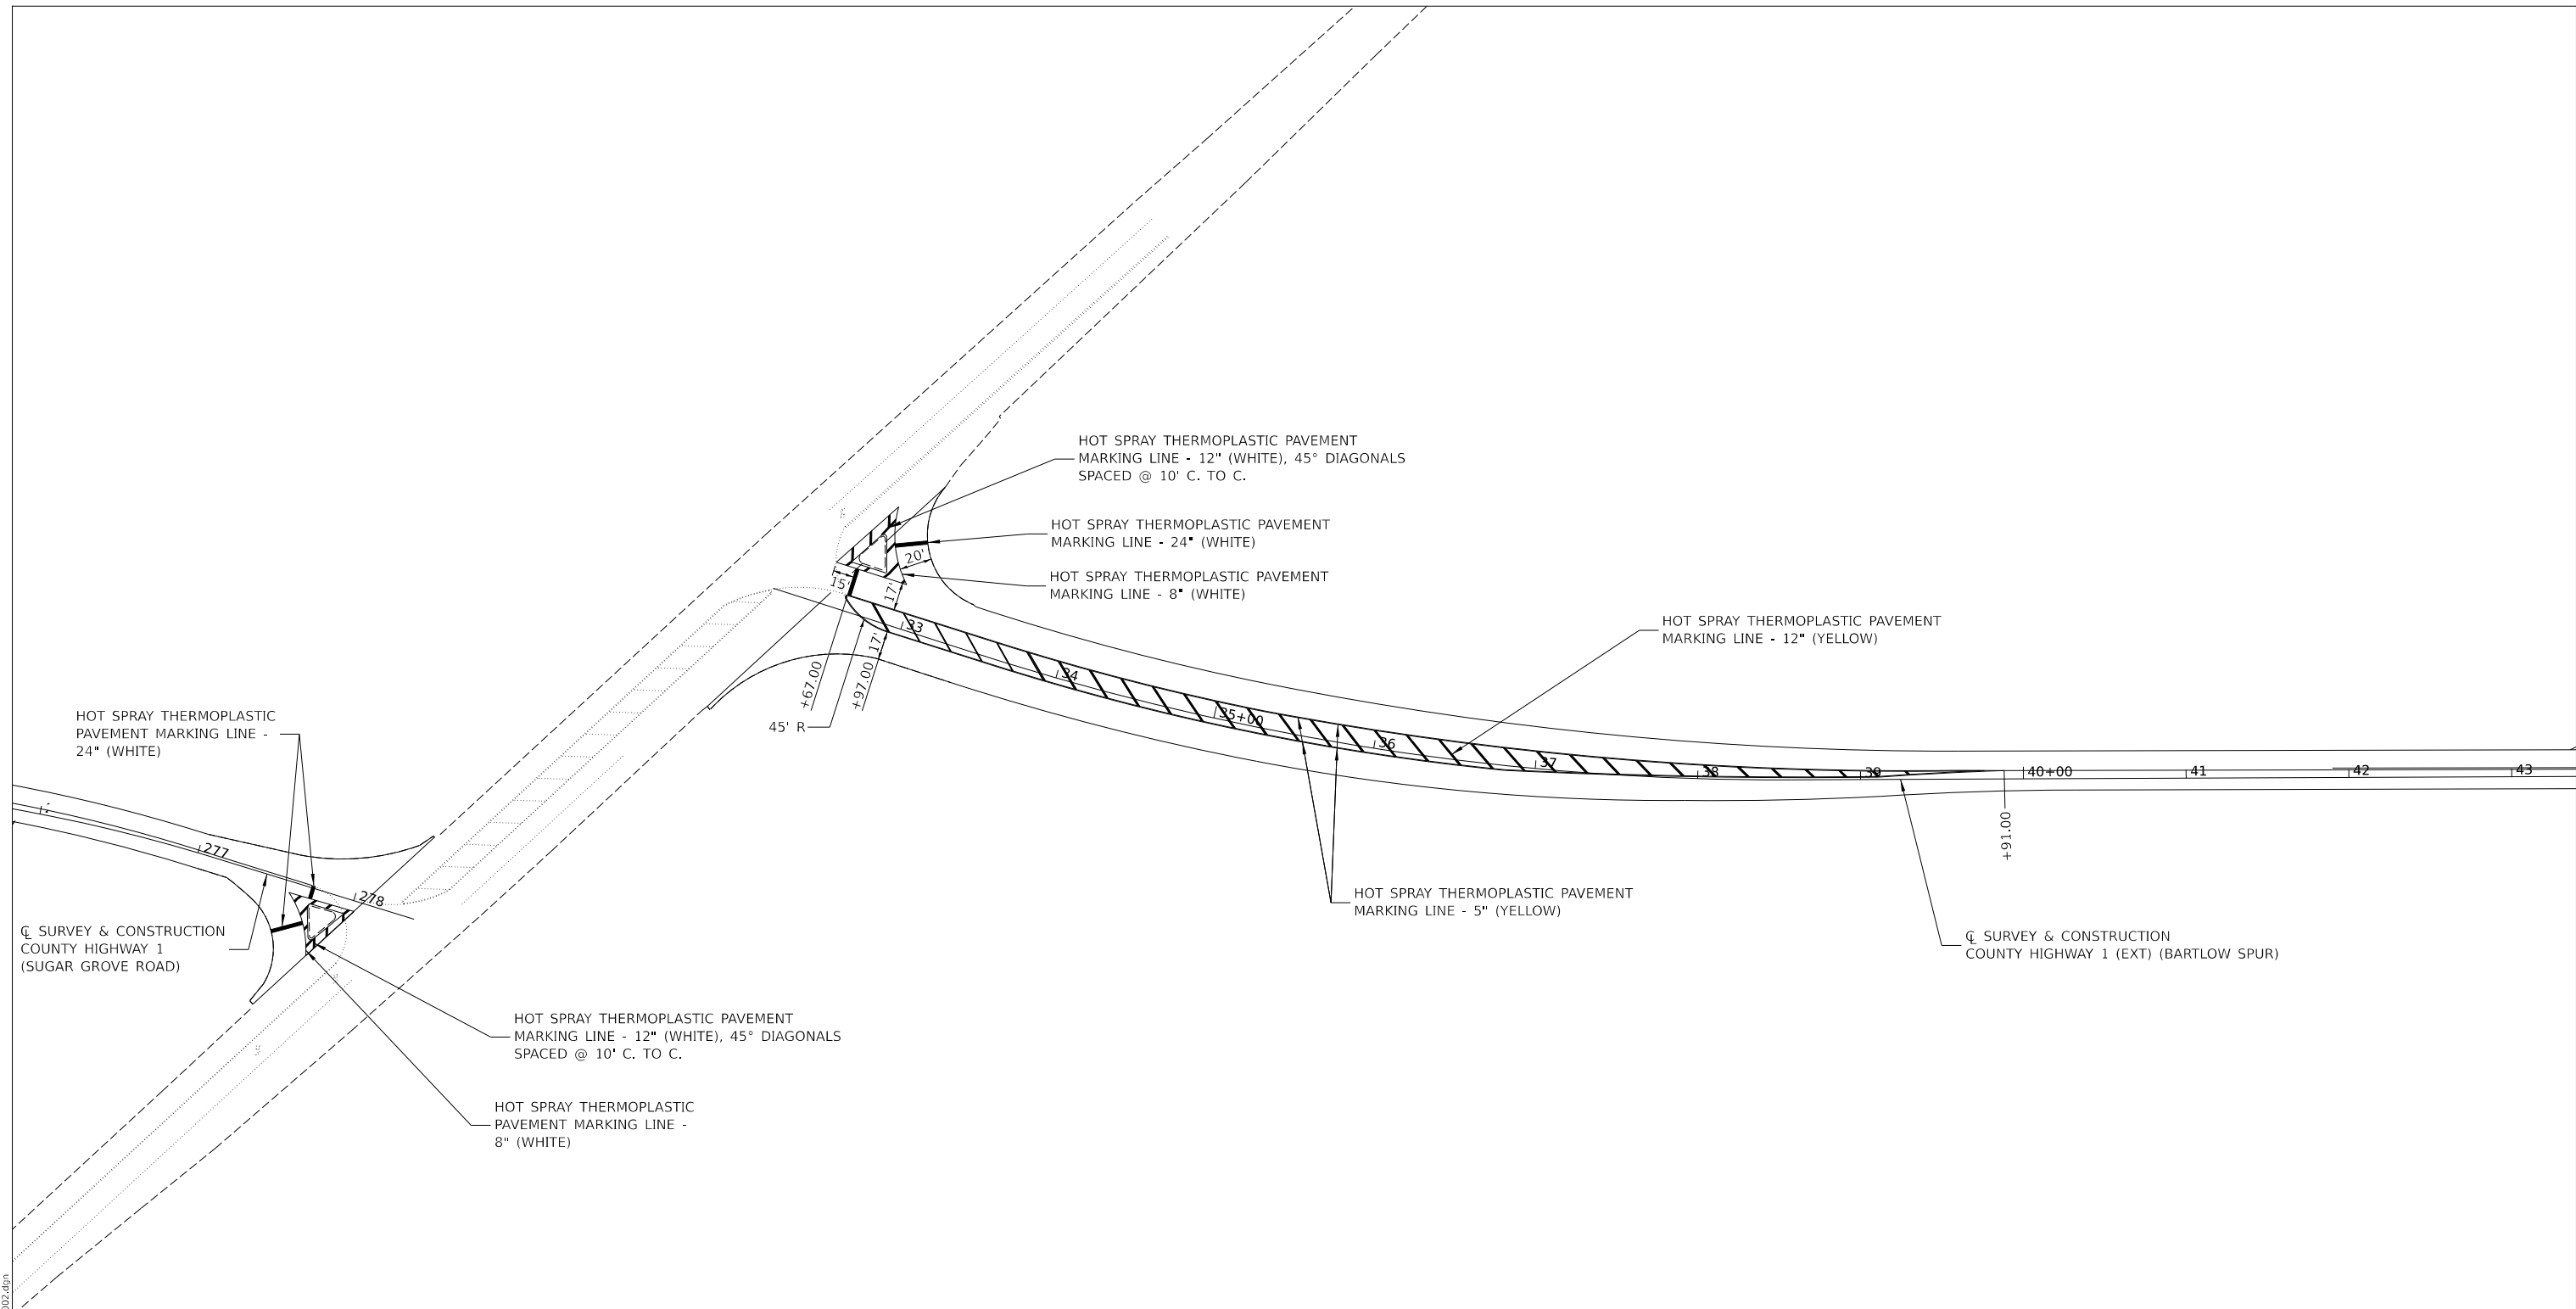 HOT SPRAY THERMOPLASTIC PAVEMENT
MARKING LINE - 12" (WHITE), 45° DIAGONALS
SPACED @ 10' C. TO C.
HOT SPRAY THERMOPLASTIC PAVEMENT
MARKING LINE - 24" (WHITE)
20'
HOT SPRAY THERMOPLASTIC PAVEMENT
MARKING LINE - 8" (WHITE)
15'
17'
33
17'
+67.00
+97.00
45' R
34
35+00
36
37
38
39
40+00
41
42
43
HOT SPRAY THERMOPLASTIC PAVEMENT
MARKING LINE - 12" (YELLOW)
+91.00
HOT SPRAY THERMOPLASTIC PAVEMENT
MARKING LINE - 5" (YELLOW)
℄ SURVEY & CONSTRUCTION
COUNTY HIGHWAY 1 (EXT) (BARTLOW SPUR)
HOT SPRAY THERMOPLASTIC
PAVEMENT MARKING LINE -
24" (WHITE)
277
278
℄ SURVEY & CONSTRUCTION
COUNTY HIGHWAY 1
(SUGAR GROVE ROAD)
HOT SPRAY THERMOPLASTIC PAVEMENT
MARKING LINE - 12" (WHITE), 45° DIAGONALS
SPACED @ 10' C. TO C.
HOT SPRAY THERMOPLASTIC
PAVEMENT MARKING LINE -
8" (WHITE)
002.dgn